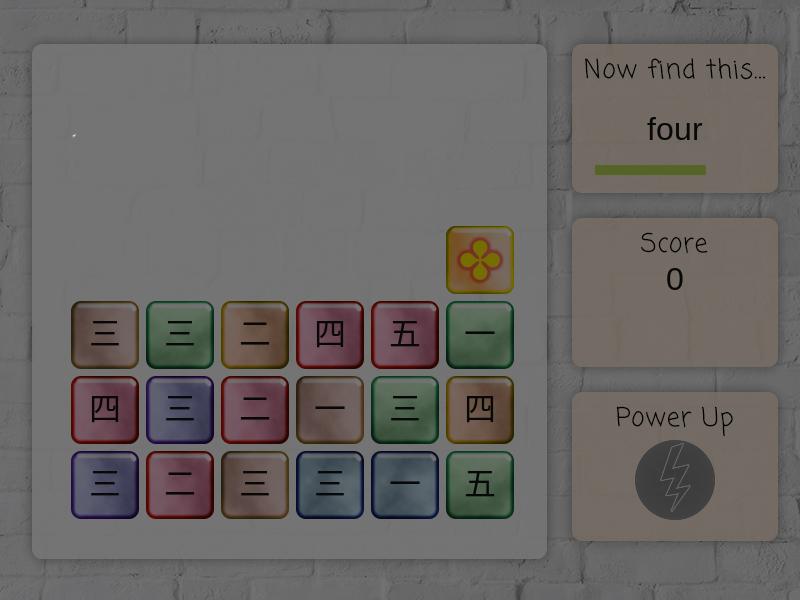 Now find this...
four
Score
0
三 三 二 四 五 一
四 三 二 一 三 四
三 二 三 三 一 五
Power Up